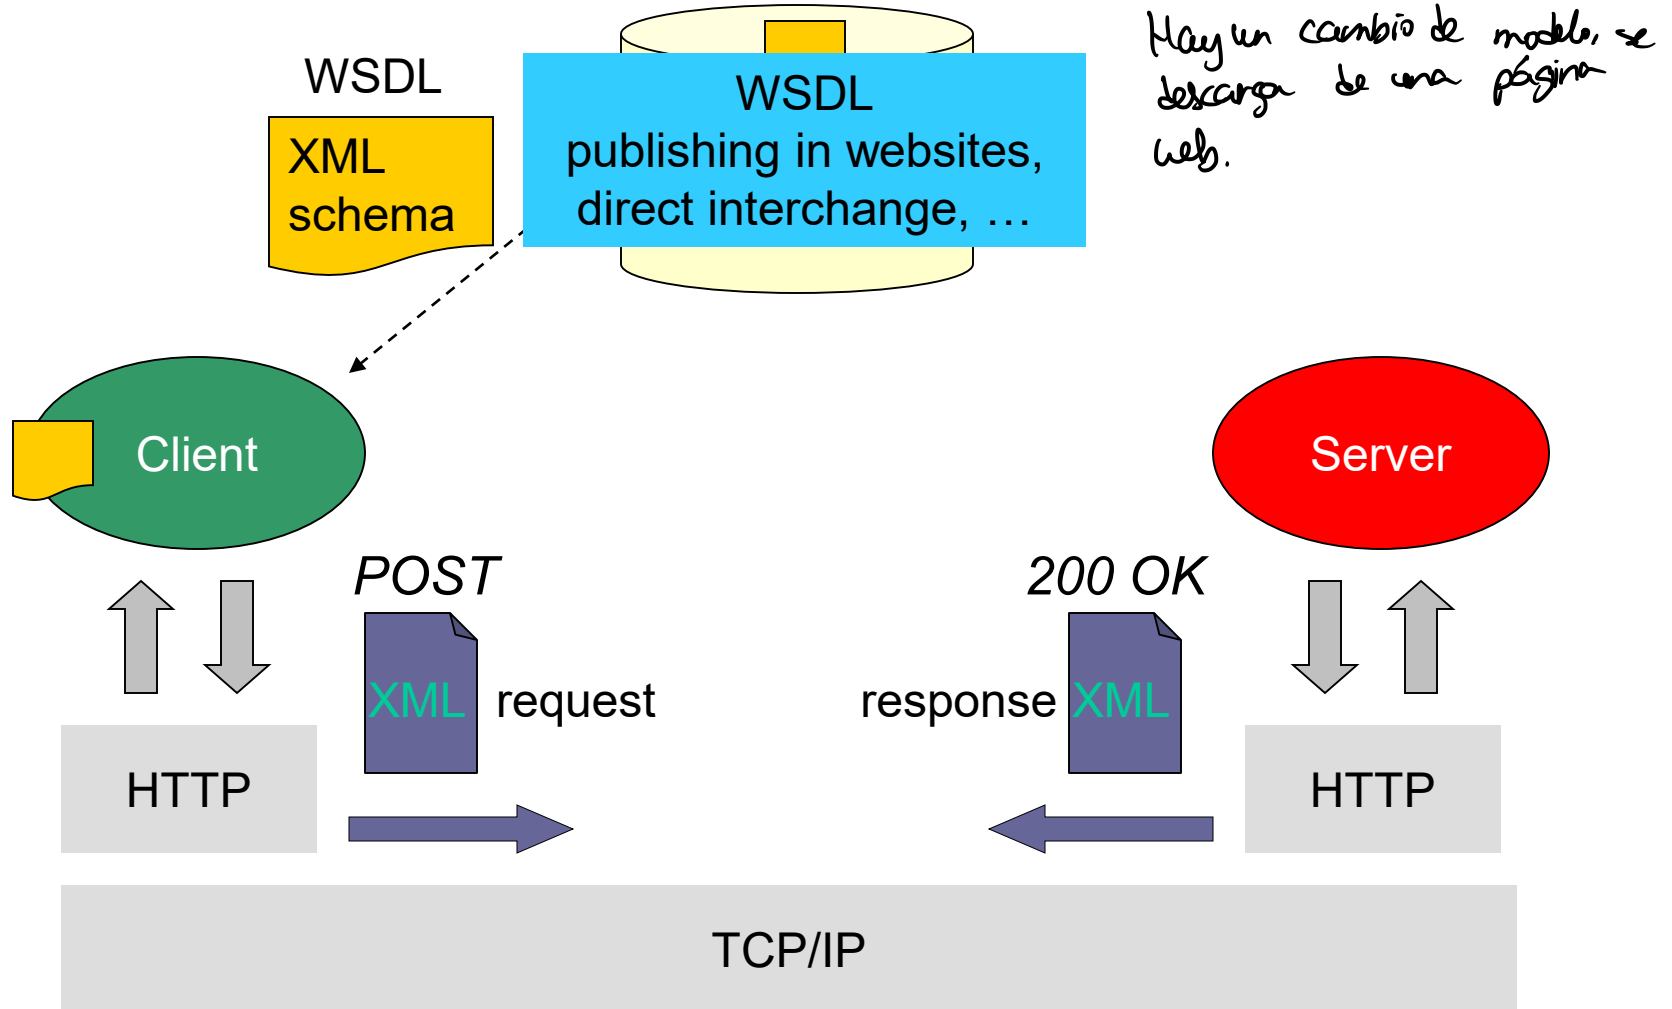 WSDL
XML
schema
WSDL
publishing in websites,
direct interchange, …
Hay un cambio de modelo, se
descarga de una página
web.
Client
Server
POST
XML request
200 OK
response XML
HTTP
HTTP
TCP/IP